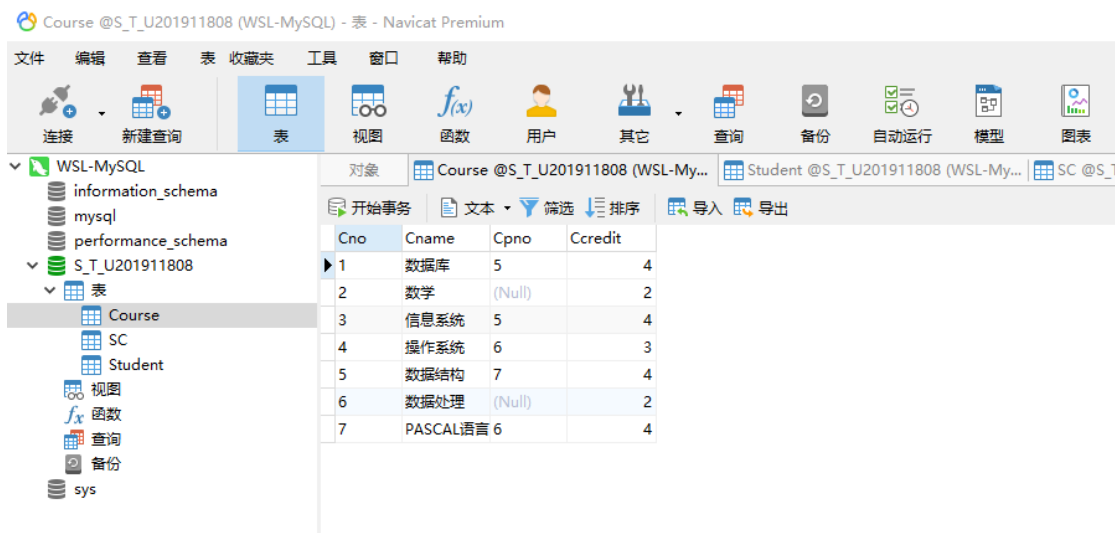 Course @S_T_U201911808 (WSL-MySQL) - 表 - Navicat Premium
文件 编辑 查看 表 收藏夹 工具 窗口 帮助
连接 新建查询 表 视图 函数 用户 其它 查询 备份 自动运行 模型 图表
WSL-MySQL
information_schema
mysql
performance_schema
S_T_U201911808
表
Course
SC
Student
视图
函数
查询
备份
sys
对象 Course @S_T_U201911808 (WSL-My... Student @S_T_U201911808 (WSL-My... SC @S_T
开始事务 文本 筛选 排序 导入 导出
Cno Cname Cpno Ccredit
1 数据库 5 4
2 数学 (Null) 2
3 信息系统 5 4
4 操作系统 6 3
5 数据结构 7 4
6 数据处理 (Null) 2
7 PASCAL语言 6 4